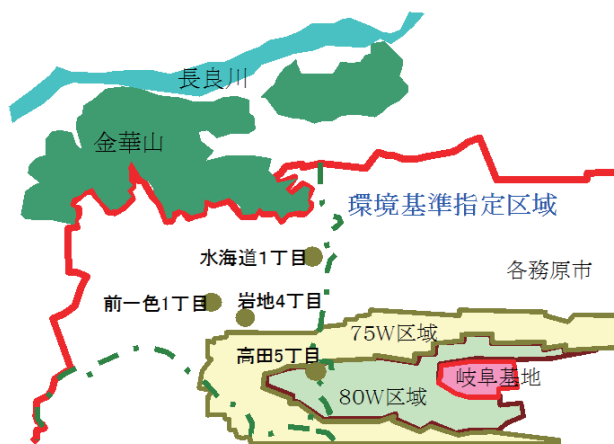 長良川
金華山
環境基準指定区域
水海道1丁目
各務原市
前一色1丁目
岩地4丁目
75W区域
高田5丁目
岐阜基地
80W区域